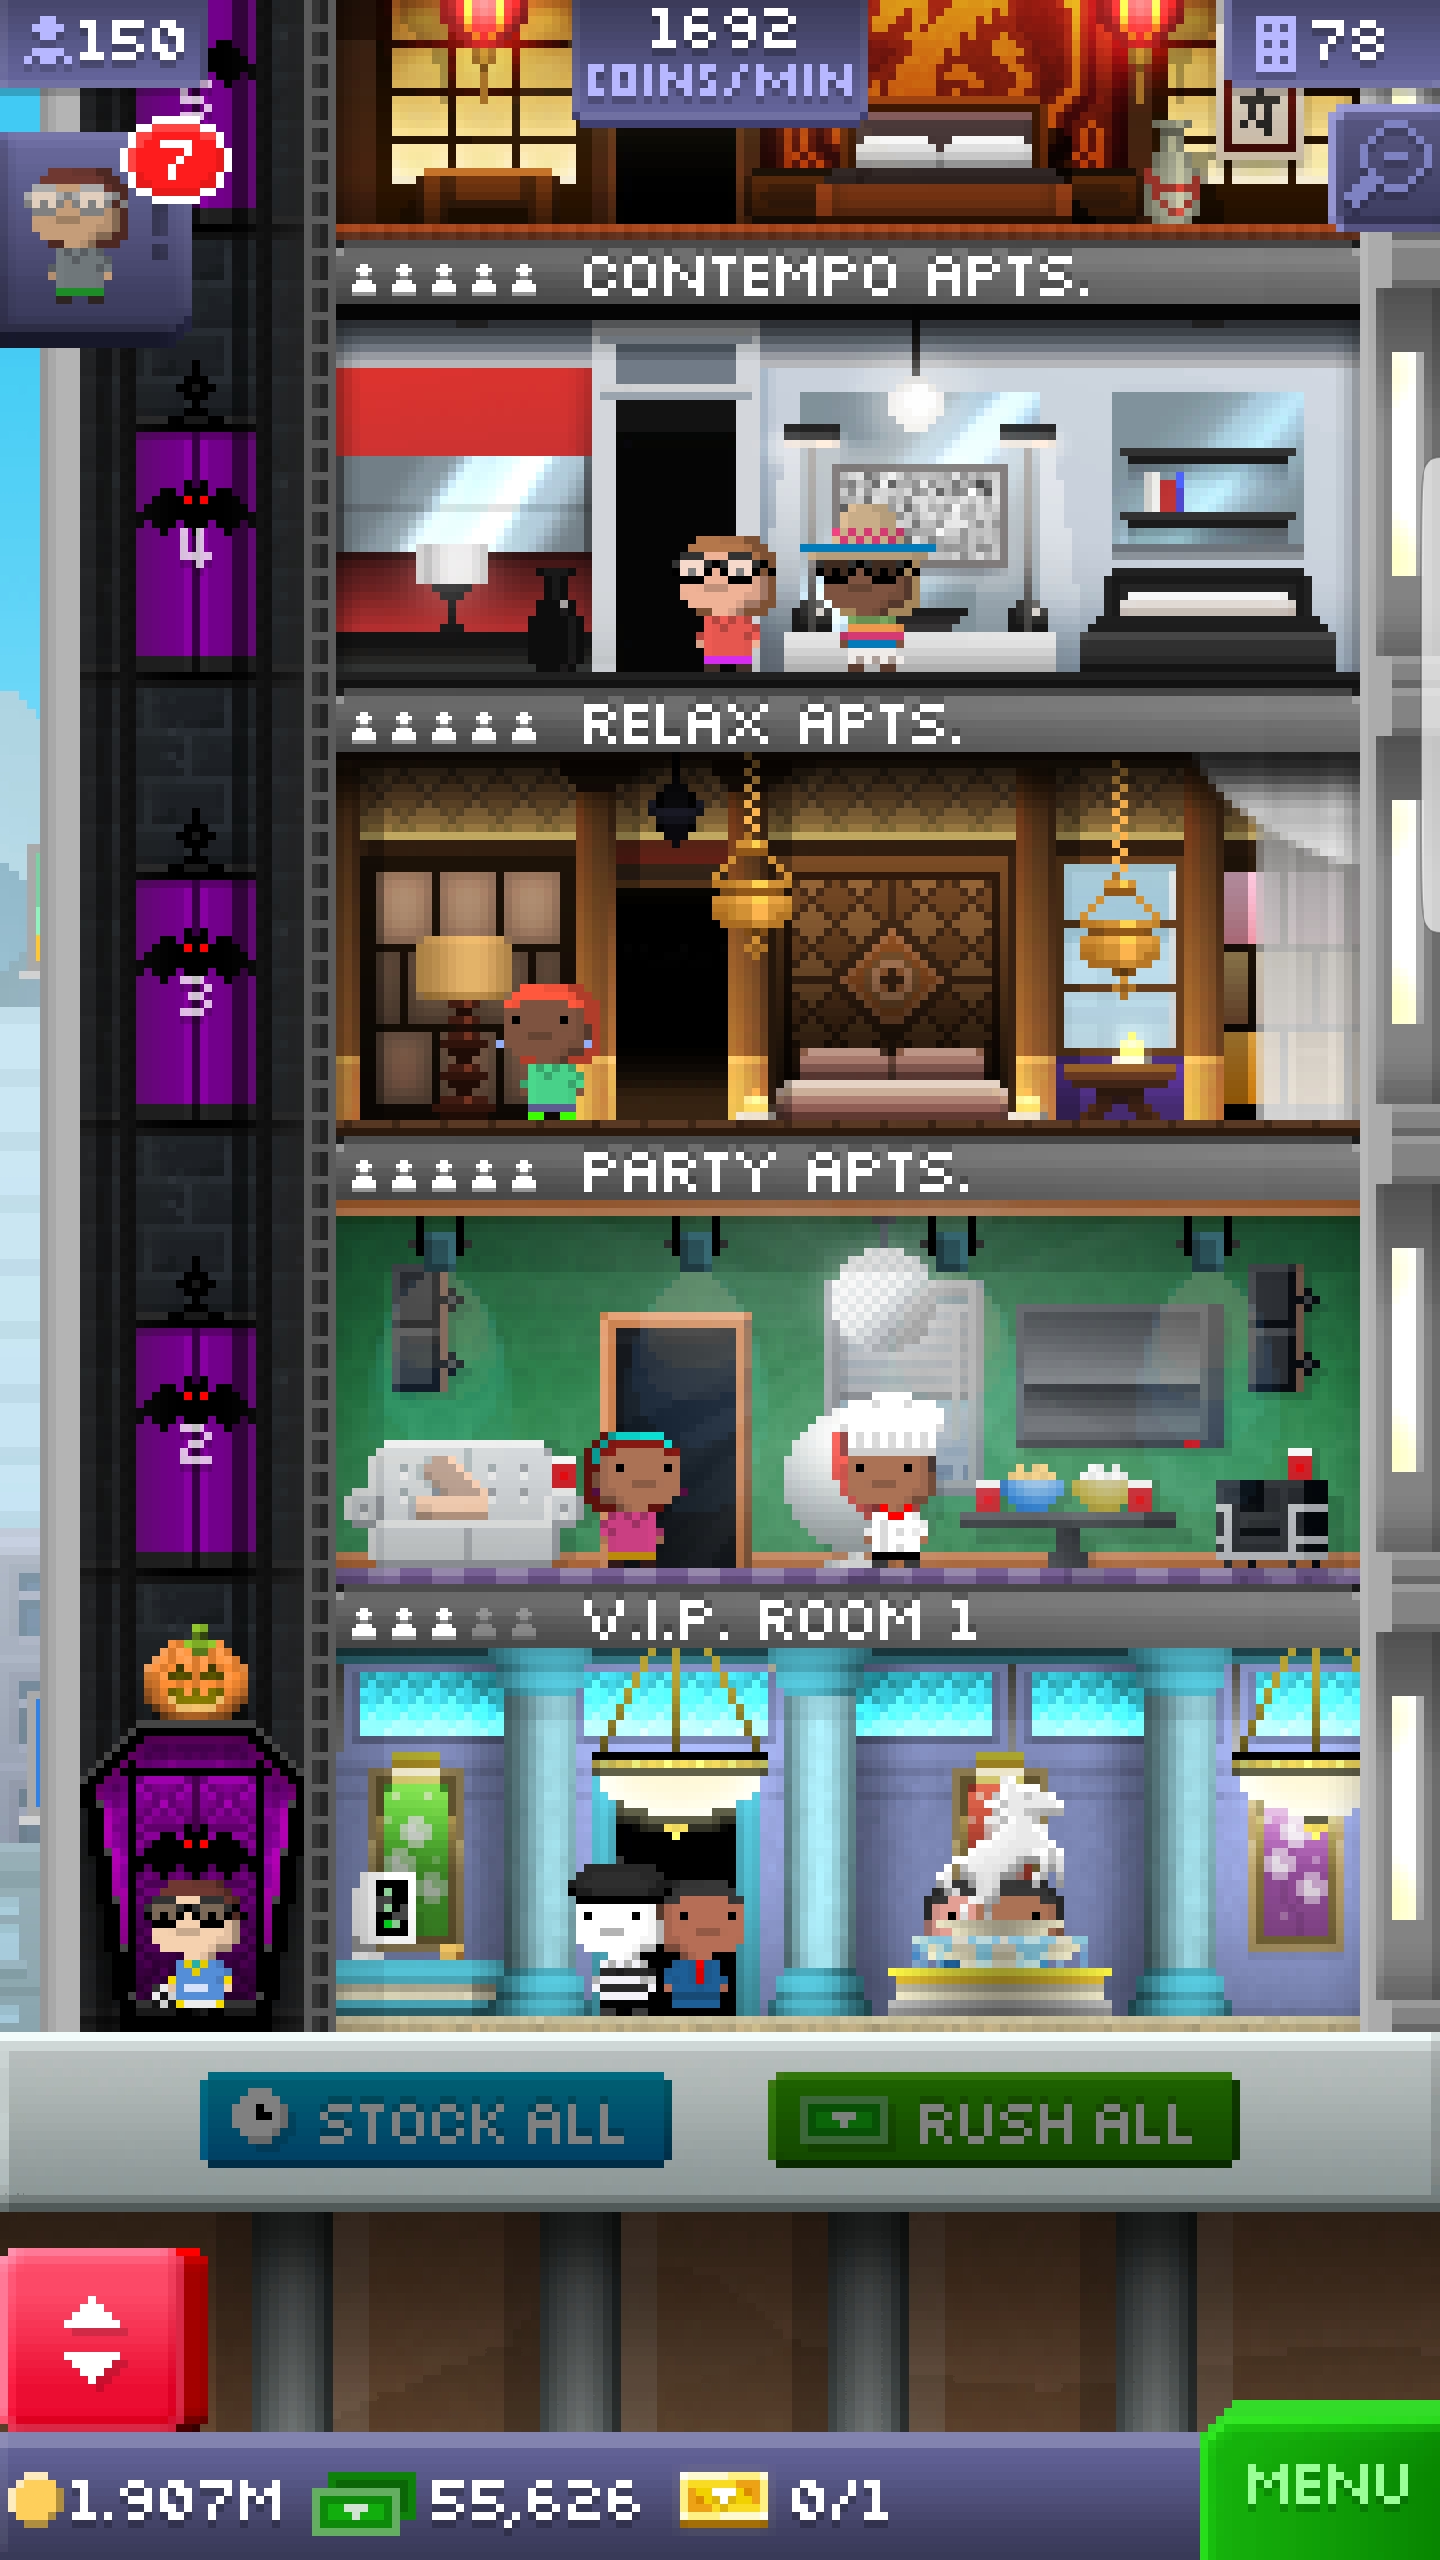 150
1692
COINS/MIN
78
5
7
CONTEMPO APTS.
4
RELAX APTS.
3
PARTY APTS.
2
V.I.P. ROOM 1
STOCK ALL
RUSH ALL
1.907M
55,626
0/1
MENU